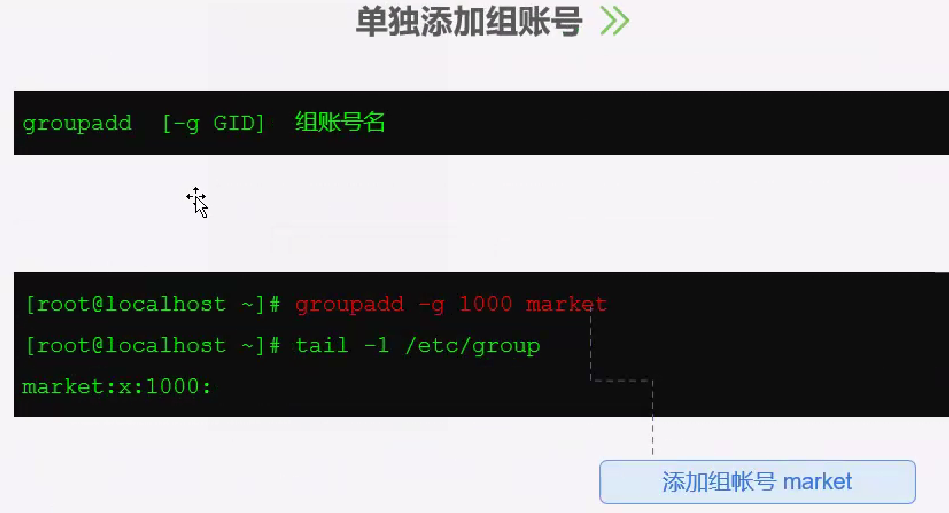 单独添加组账号
groupadd [-g GID] 组账号名
[root@localhost ~]# groupadd -g 1000 market
[root@localhost ~]# tail -1 /etc/group
market:x:1000:
添加组帐号 market